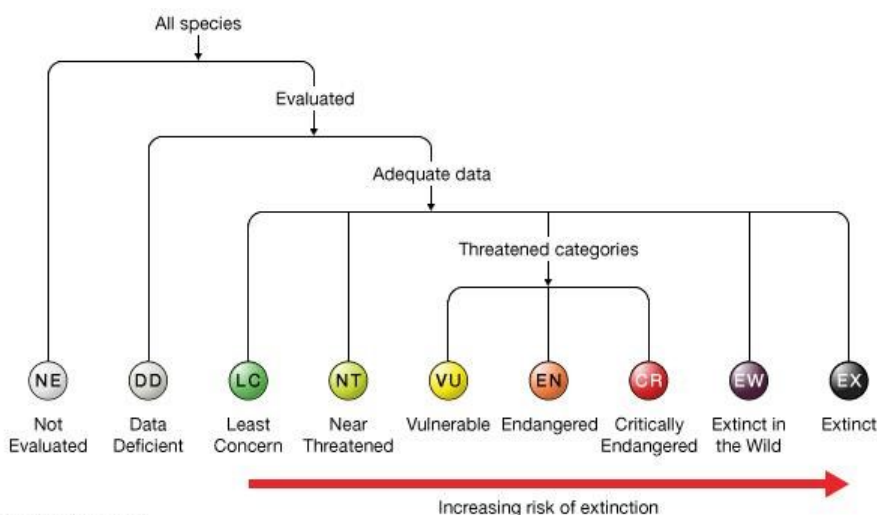 All species
Evaluated
Adequate data
Threatened categories
NE
DD
LC
NT
VU
EN
CR
EW
EX
Not
Evaluated
Data
Deficient
Least
Concern
Near
Threatened
Vulnerable
Endangered
Critically
Endangered
Extinct in
the Wild
Extinct
Increasing risk of extinction